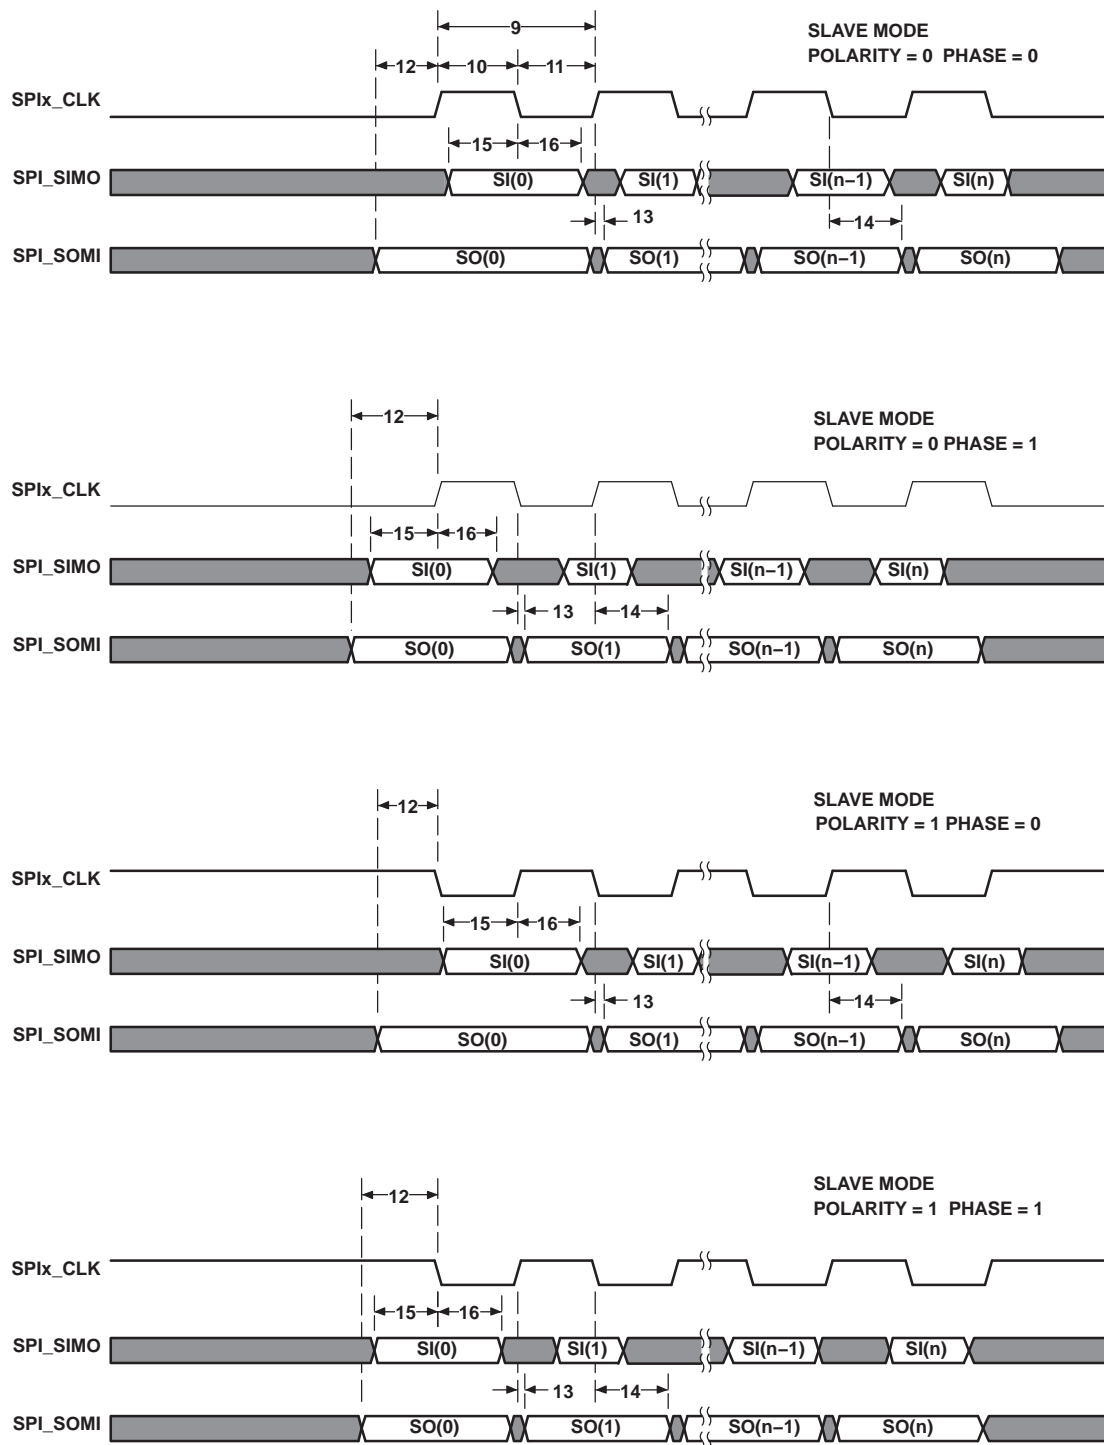 9
SLAVE MODE
POLARITY = 0 PHASE = 0
12 10 11
SPIx_CLK
15 16
SPI_SIMO SI(0) SI(1) SI(n−1) SI(n)
13 14
SPI_SOMI SO(0) SO(1) SO(n−1) SO(n)
12
SLAVE MODE
POLARITY = 0 PHASE = 1
SPIx_CLK
15 16
SPI_SIMO SI(0) SI(1) SI(n−1) SI(n)
13 14
SPI_SOMI SO(0) SO(1) SO(n−1) SO(n)
12
SLAVE MODE
POLARITY = 1 PHASE = 0
SPIx_CLK
15 16
SPI_SIMO SI(0) SI(1) SI(n−1) SI(n)
13 14
SPI_SOMI SO(0) SO(1) SO(n−1) SO(n)
12
SLAVE MODE
POLARITY = 1 PHASE = 1
SPIx_CLK
15 16
SPI_SIMO SI(0) SI(1) SI(n−1) SI(n)
13 14
SPI_SOMI SO(0) SO(1) SO(n−1) SO(n)